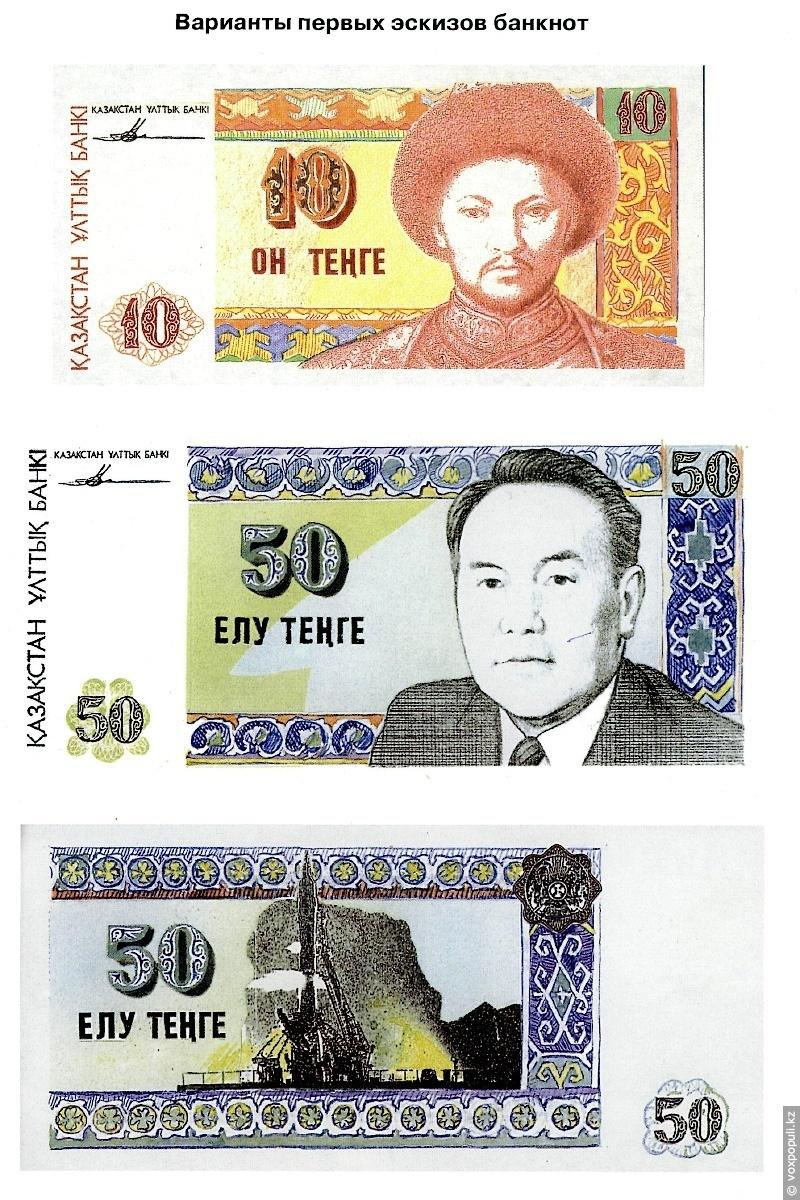 Варианты первых эскизов банкнот
ҚАЗАҚСТАН ҰЛТТЫҚ БАНКІ
ҚАЗАҚСТАН ҰЛТТЫҚ БАНКІ
10
10
ОН ТЕҢГЕ
10
ҚАЗАҚСТАН ҰЛТТЫҚ БАНКІ
ҚАЗАҚСТАН ҰЛТТЫҚ БАНКІ
50
50
ЕЛУ ТЕҢГЕ
50
50
ЕЛУ ТЕҢГЕ
50
© voxpopuli.kz